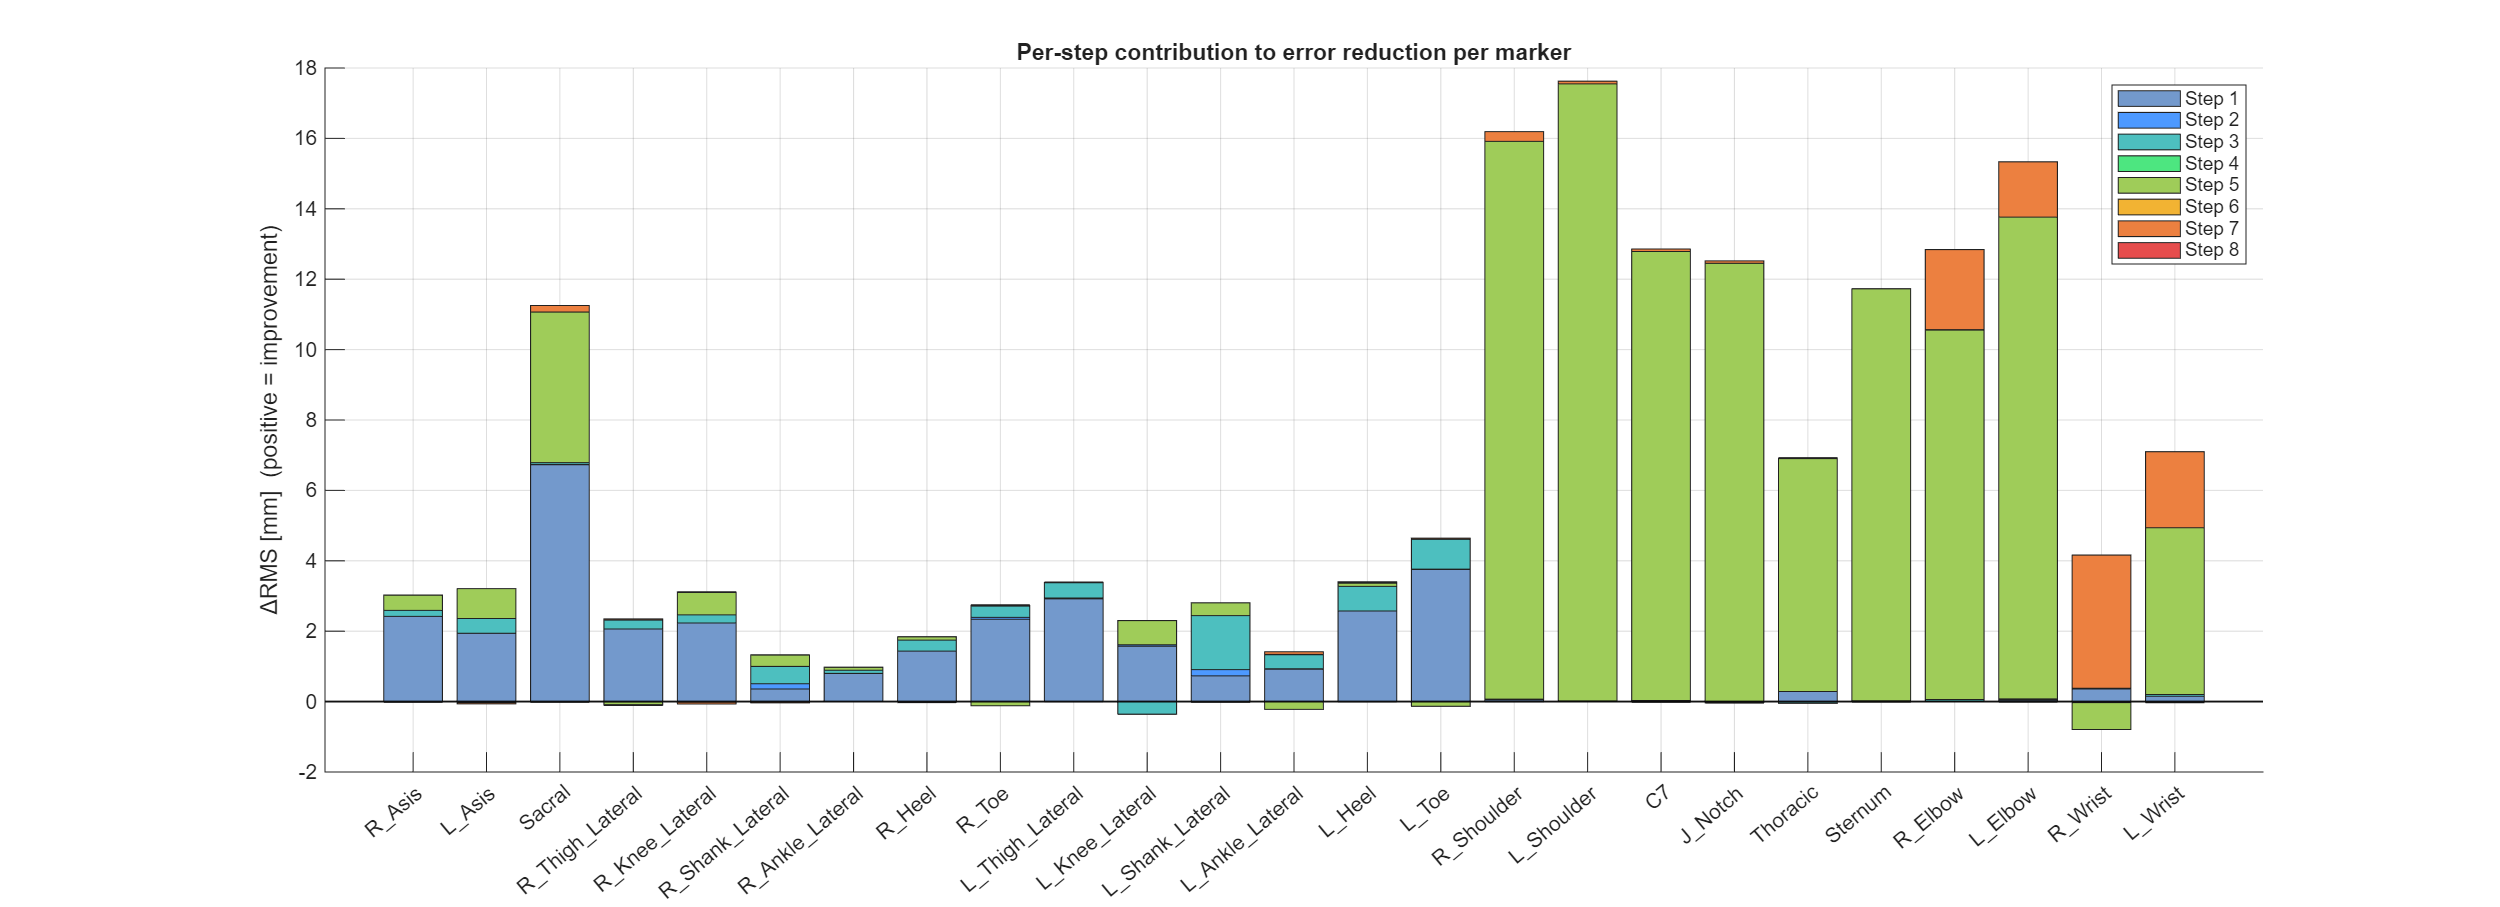 Per-step contribution to error reduction per marker
ΔRMS [mm]  (positive = improvement)
18
16
14
12
10
8
6
4
2
0
-2
Step 1
Step 2
Step 3
Step 4
Step 5
Step 6
Step 7
Step 8
R_Asis
L_Asis
Sacral
R_Thigh_Lateral
R_Knee_Lateral
R_Shank_Lateral
R_Ankle_Lateral
R_Heel
R_Toe
L_Thigh_Lateral
L_Knee_Lateral
L_Shank_Lateral
L_Ankle_Lateral
L_Heel
L_Toe
R_Shoulder
L_Shoulder
C7
J_Notch
Thoracic
Sternum
R_Elbow
L_Elbow
R_Wrist
L_Wrist